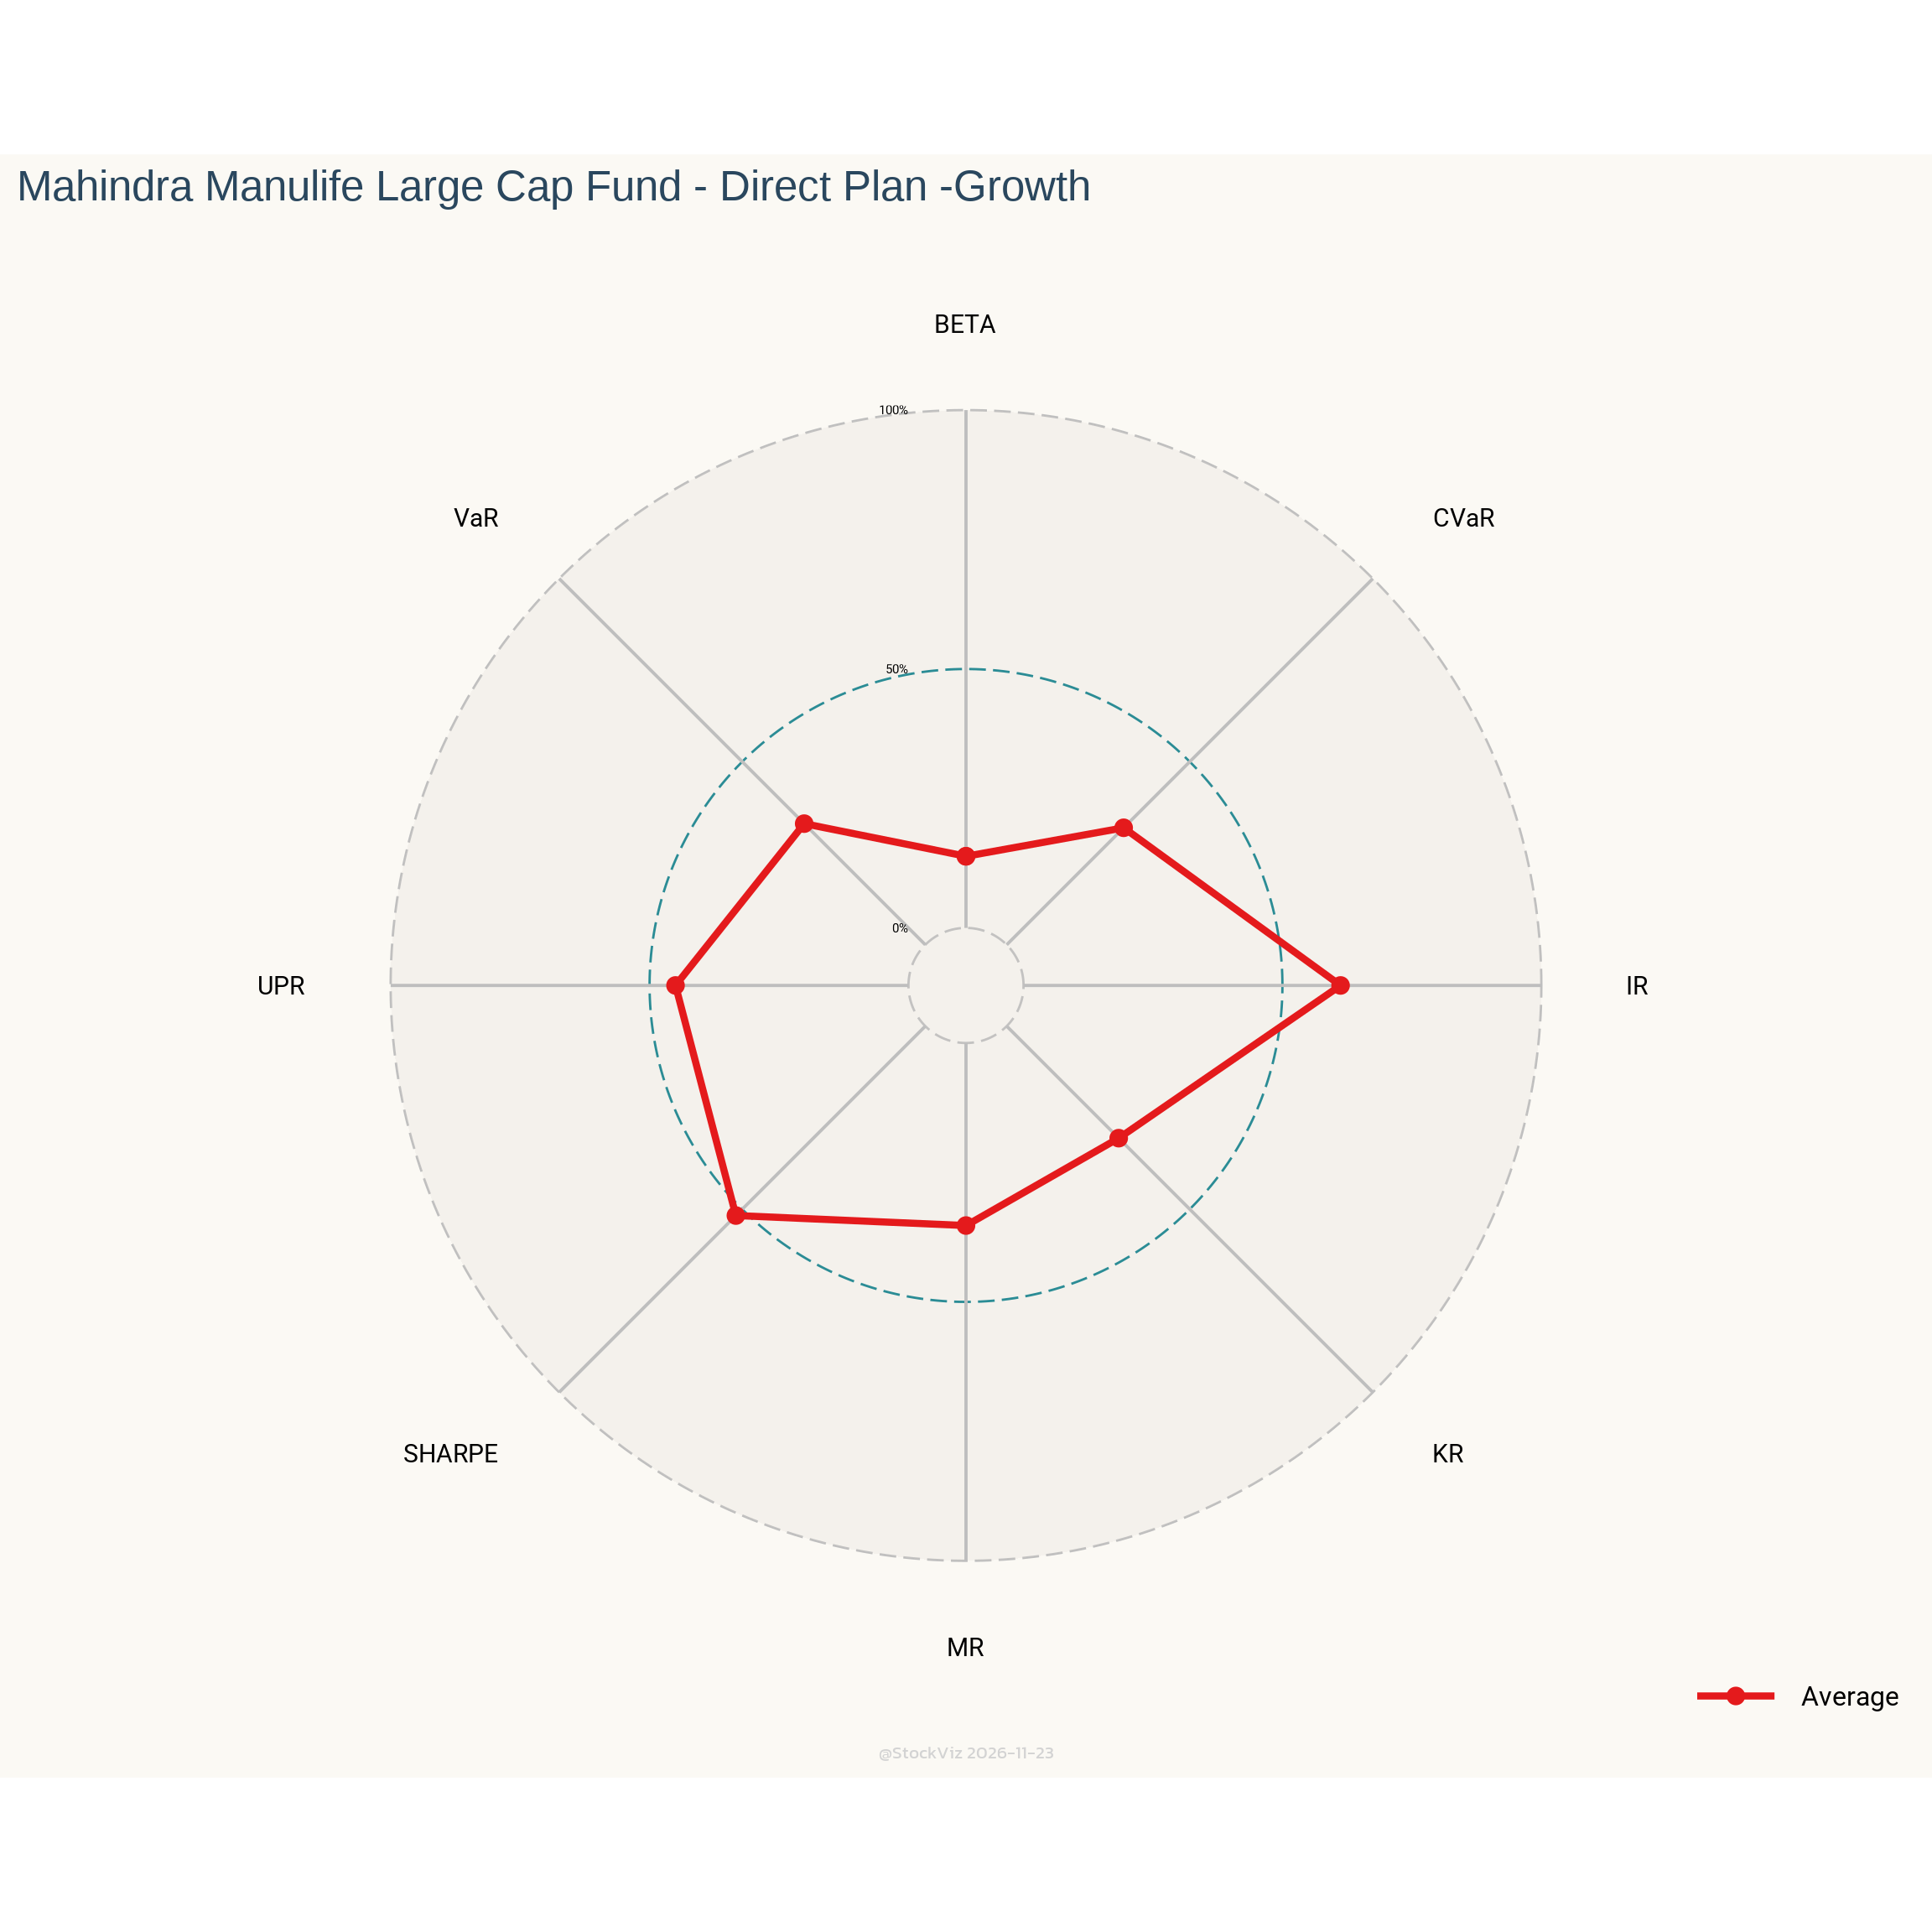 Mahindra Manulife Large Cap Fund - Direct Plan -Growth
BETA
100%
VaR
CVaR
50%
0%
UPR
IR
SHARPE
KR
MR
Average
@StockViz 2026-11-23